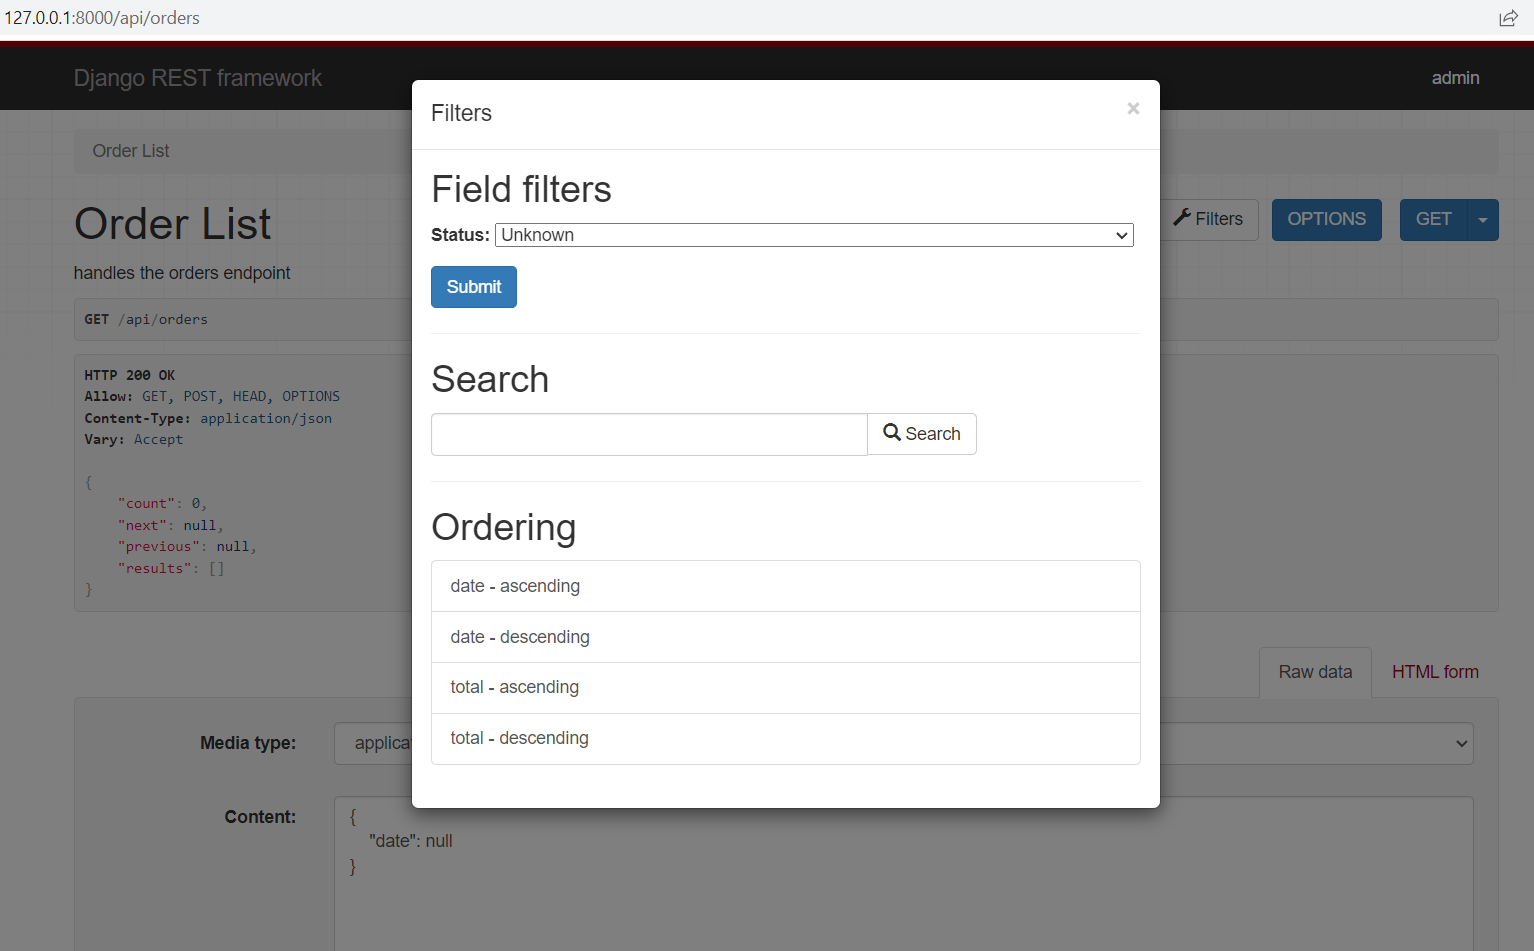 127.0.0.1:8000/api/orders
Django REST framework
admin
Filters
×
Order List
Field filters
Order List
Filters
OPTIONS
GET
Status: Unknown
handles the orders endpoint
Submit
GET /api/orders
HTTP 200 OK
Allow: GET, POST, HEAD, OPTIONS
Content-Type: application/json
Vary: Accept
{
"count": 0,
"next": null,
"previous": null,
"results": []
}
Search
Search
Ordering
date - ascending
date - descending
total - ascending
total - descending
Raw data
HTML form
Media type:
applica
Content:
{
"date": null
}